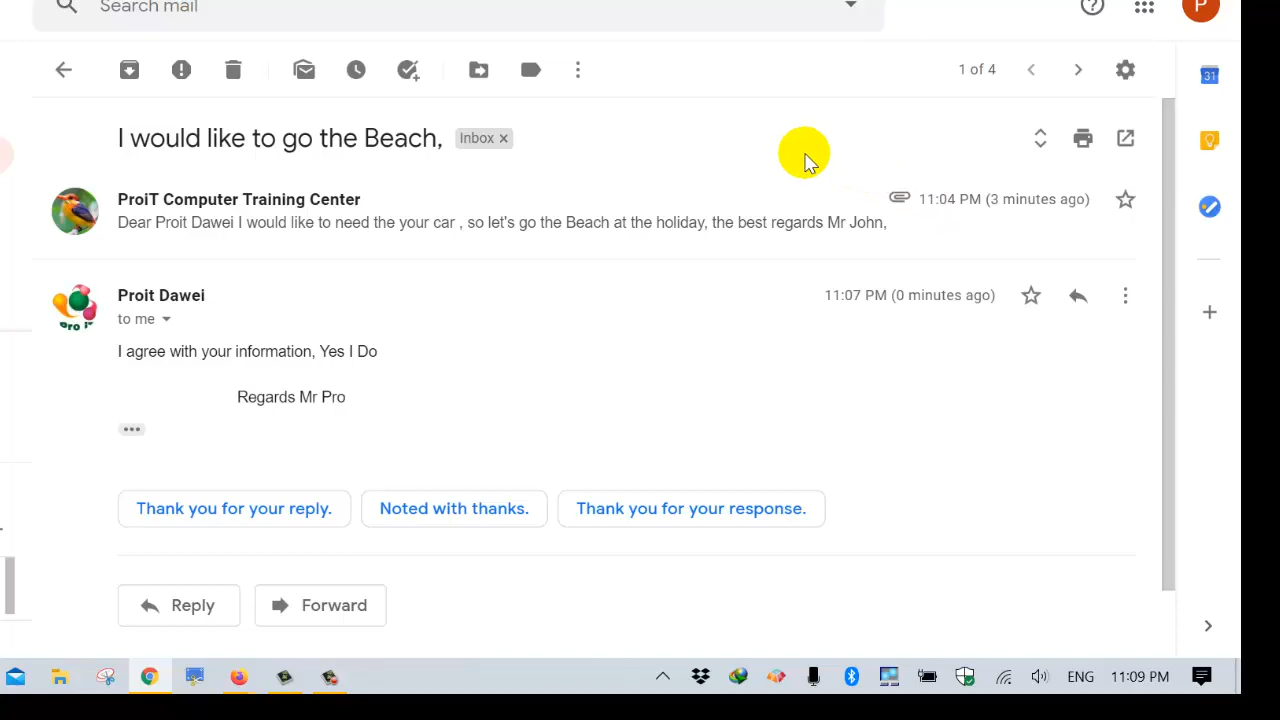 Search mail
P
1 of 4
31
I would like to go the Beach, Inbox ×
ProiT Computer Training Center
11:04 PM (3 minutes ago)
Dear Proit Dawei I would like to need the your car , so let's go the Beach at the holiday, the best regards Mr John,
Proit Dawei
11:07 PM (0 minutes ago)
Pro iT
to me
I agree with your information, Yes I Do
Regards Mr Pro
Thank you for your reply. Noted with thanks. Thank you for your response.
Reply Forward
ENG 11:09 PM